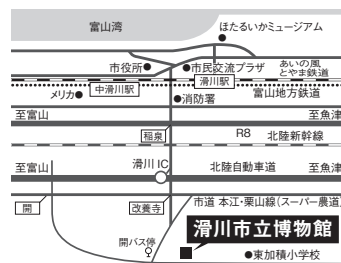 富山湾
ほたるいかミュージアム
市役所
市民交流プラザ
あいの風
とやま鉄道
滑川駅
メリカ
中滑川駅
消防署
富山地方鉄道
至富山
至魚津
稲泉
R8
北陸新幹線
至富山
滑川 IC
北陸自動車道
至魚津
開
改養寺
市道 本江・栗山線(スーパー農道)
滑川市立博物館
開バス停
東加積小学校